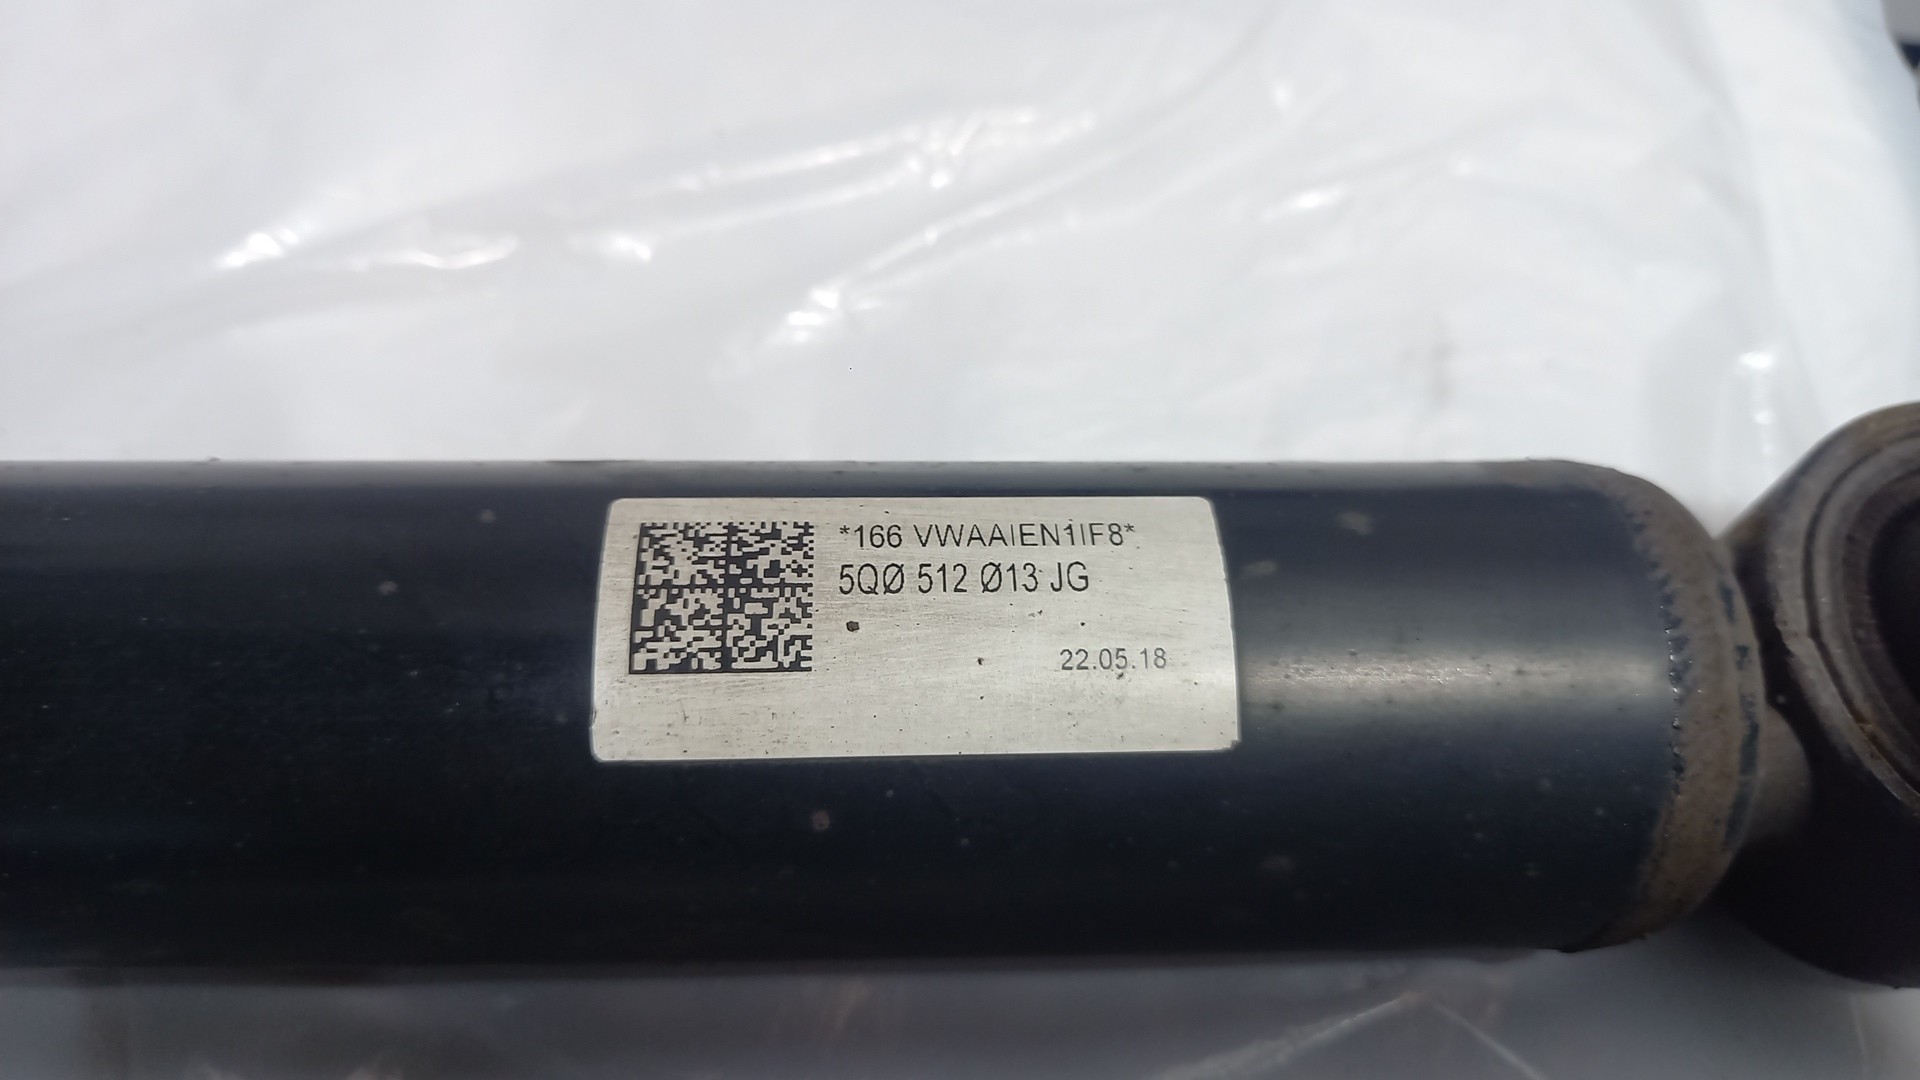 *166 VWAAIEN1IF8*
5QØ 512 Ø13 JG
22.05.18